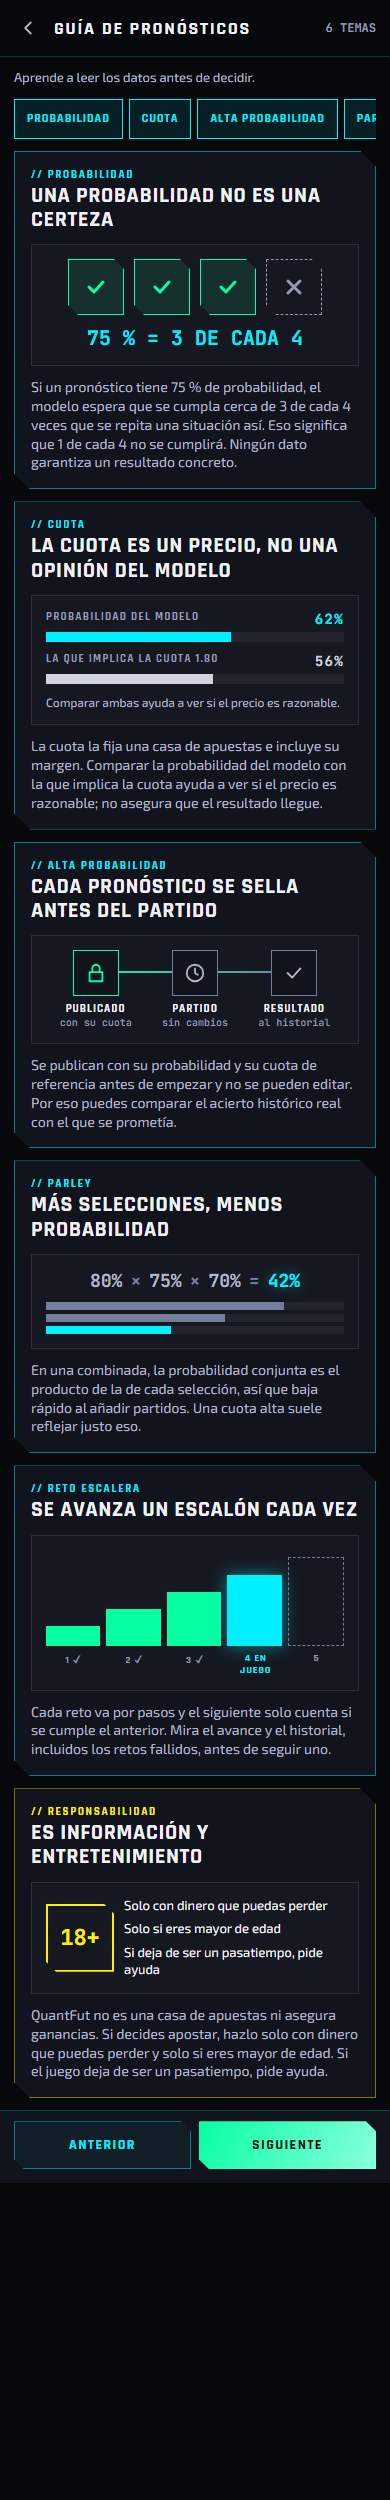 GUÍA DE PRONÓSTICOS
6 TEMAS
Aprende a leer los datos antes de decidir.
PROBABILIDAD
CUOTA
ALTA PROBABILIDAD
PAR
// PROBABILIDAD
UNA PROBABILIDAD NO ES UNA
CERTEZA
75 % = 3 DE CADA 4
Si un pronóstico tiene 75 % de probabilidad, el
modelo espera que se cumpla cerca de 3 de cada 4
veces que se repita una situación así. Eso significa
que 1 de cada 4 no se cumplirá. Ningún dato
garantiza un resultado concreto.
// CUOTA
LA CUOTA ES UN PRECIO, NO UNA
OPINIÓN DEL MODELO
PROBABILIDAD DEL MODELO
62%
LA QUE IMPLICA LA CUOTA 1.80
56%
Comparar ambas ayuda a ver si el precio es razonable.
La cuota la fija una casa de apuestas e incluye su
margen. Comparar la probabilidad del modelo con
la que implica la cuota ayuda a ver si el precio es
razonable; no asegura que el resultado llegue.
// ALTA PROBABILIDAD
CADA PRONÓSTICO SE SELLA
ANTES DEL PARTIDO
PUBLICADO
con su cuota
PARTIDO
sin cambios
RESULTADO
al historial
Se publican con su probabilidad y su cuota de
referencia antes de empezar y no se pueden editar.
Por eso puedes comparar el acierto histórico real
con el que se prometía.
// PARLEY
MÁS SELECCIONES, MENOS
PROBABILIDAD
80% × 75% × 70% = 42%
En una combinada, la probabilidad conjunta es el
producto de la de cada selección, así que baja
rápido al añadir partidos. Una cuota alta suele
reflejar justo eso.
// RETO ESCALERA
SE AVANZA UN ESCALÓN CADA VEZ
1 ✓
2 ✓
3 ✓
4 EN
JUEGO
5
Cada reto va por pasos y el siguiente solo cuenta si
se cumple el anterior. Mira el avance y el historial,
incluidos los retos fallidos, antes de seguir uno.
// RESPONSABILIDAD
ES INFORMACIÓN Y
ENTRETENIMIENTO
18+
Solo con dinero que puedas perder
Solo si eres mayor de edad
Si deja de ser un pasatiempo, pide
ayuda
QuantFut no es una casa de apuestas ni asegura
ganancias. Si decides apostar, hazlo solo con dinero
que puedas perder y solo si eres mayor de edad. Si
el juego deja de ser un pasatiempo, pide ayuda.
ANTERIOR
SIGUIENTE